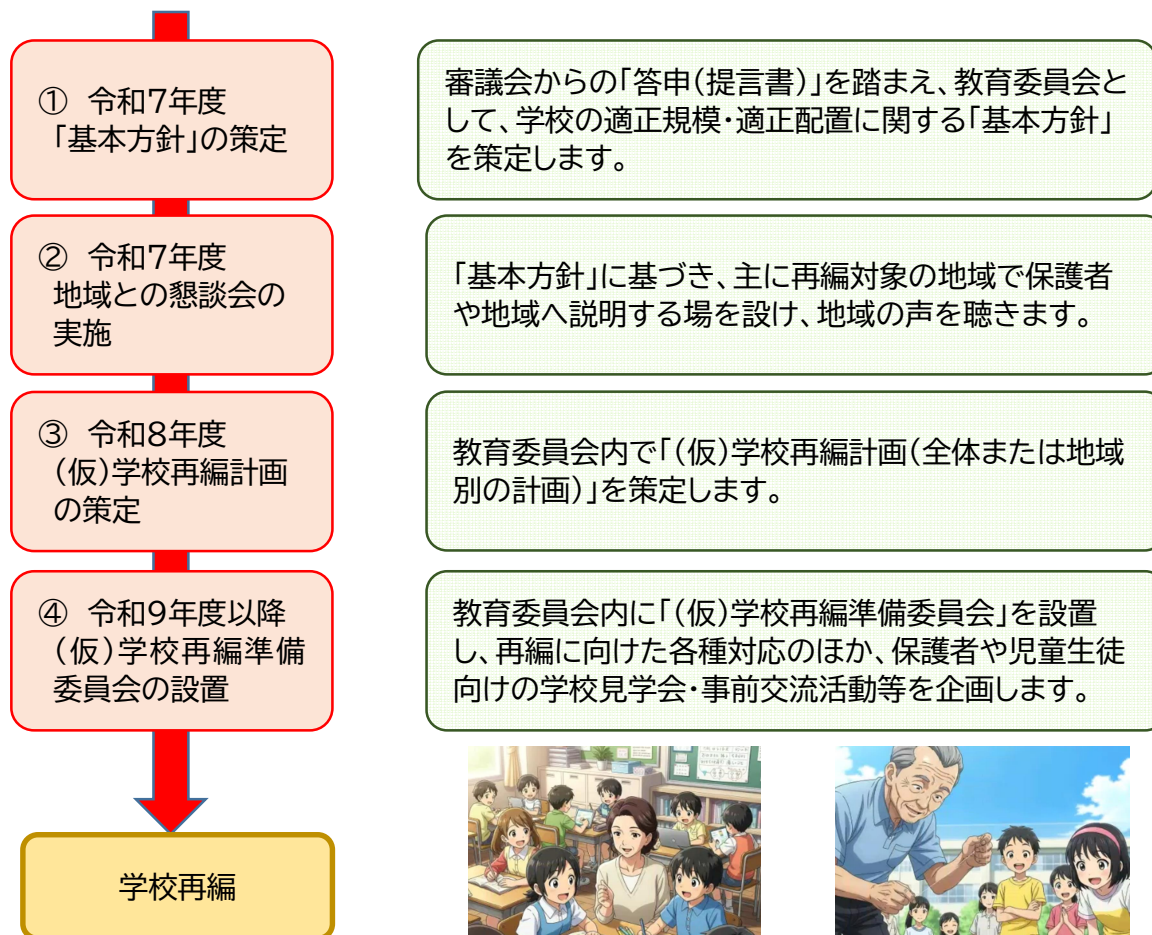 ① 令和7年度
「基本方針」の策定
審議会からの「答申(提言書)」を踏まえ、教育委員会と
して、学校の適正規模・適正配置に関する「基本方針」
を策定します。
② 令和7年度
地域との懇談会の
実施
「基本方針」に基づき、主に再編対象の地域で保護者
や地域へ説明する場を設け、地域の声を聴きます。
③ 令和8年度
(仮)学校再編計画
の策定
教育委員会内で「(仮)学校再編計画(全体または地域
別の計画)」を策定します。
④ 令和9年度以降
(仮)学校再編準備
委員会の設置
教育委員会内に「(仮)学校再編準備委員会」を設置
し、再編に向けた各種対応のほか、保護者や児童生徒
向けの学校見学会・事前交流活動等を企画します。
学校再編